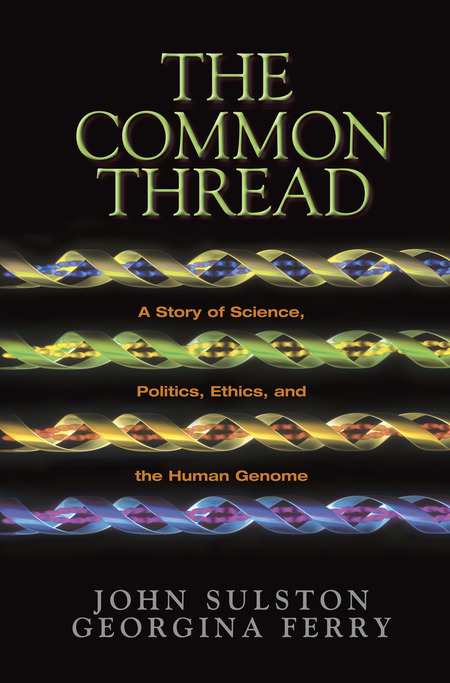 THE
COMMON
THREAD
A Story of Science,
Politics, Ethics, and
the Human Genome
JOHN SULSTON
GEORGINA FERRY